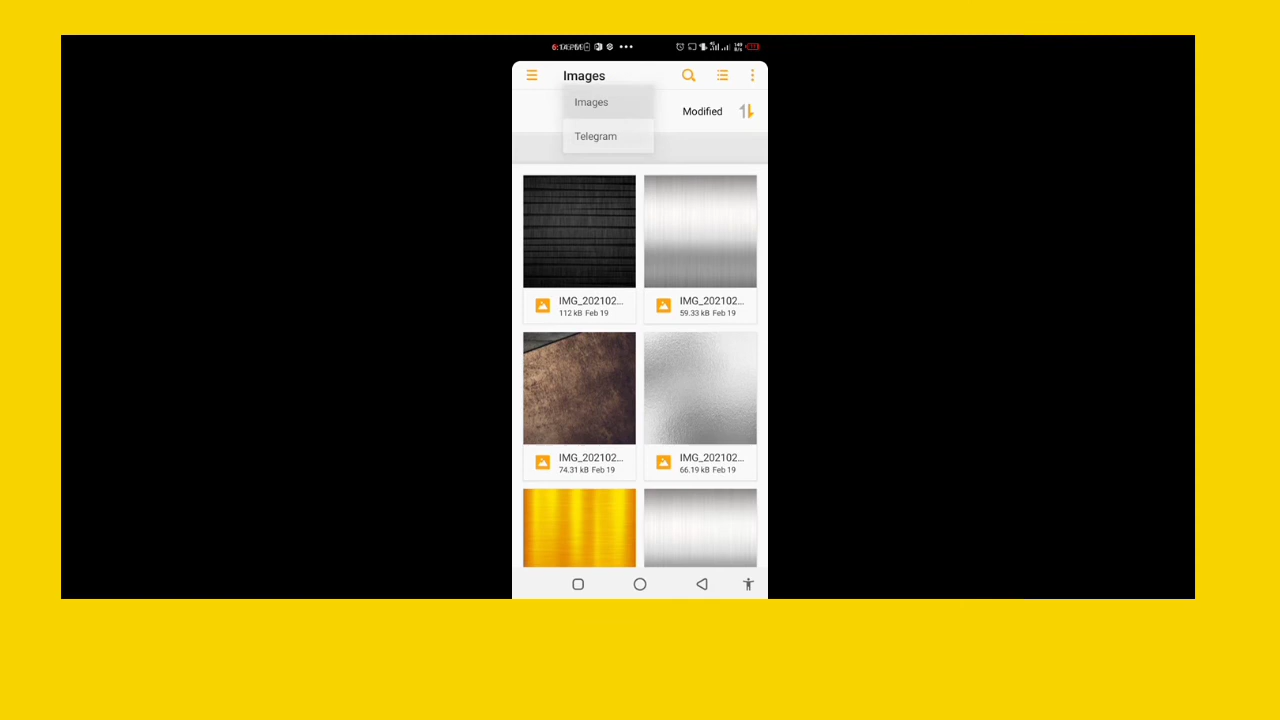 Images
Images
Modified
Telegram
IMG_202102...
112 kB Feb 19
IMG_202102...
59.33 kB Feb 19
IMG_202102...
74.31 kB Feb 19
IMG_202102...
66.19 kB Feb 19